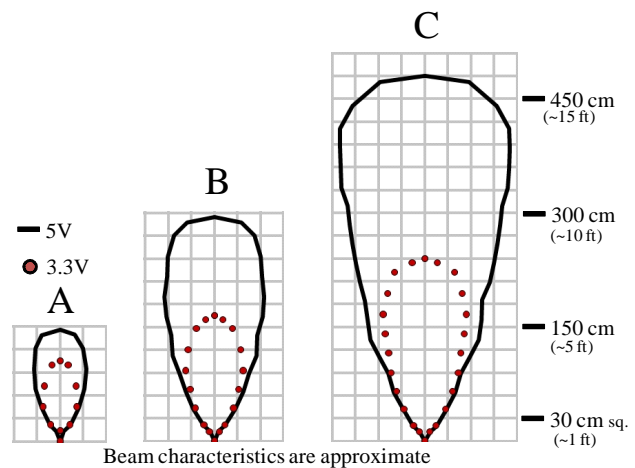 C
450 cm
(~15 ft)
B
300 cm
(~10 ft)
5V
3.3V
A
150 cm
(~5 ft)
30 cm sq.
(~1 ft)
Beam characteristics are approximate